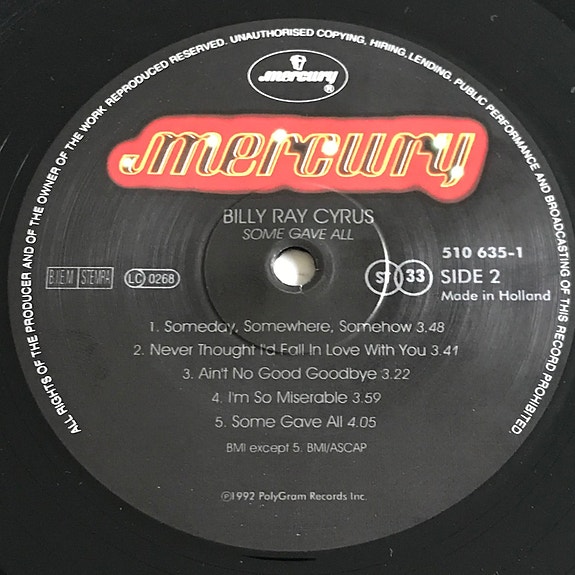 ALL RIGHTS OF THE PRODUCER AND OF THE OWNER OF THE WORK REPRODUCED RESERVED. UNAUTHORISED COPYING, HIRING, LENDING, PUBLIC PERFORMANCE AND BROADCASTING OF THIS RECORD PROHIBITED.
mercury ®
mercury
BILLY RAY CYRUS
SOME GAVE ALL
BIEM STEMRA
LC 0268
ST 33
510 635-1
SIDE 2
Made in Holland
1. Someday, Somewhere, Somehow 3.48
2. Never Thought I'd Fall In Love With You 3.41
3. Ain't No Good Goodbye 3.22
4. I'm So Miserable 3.59
5. Some Gave All 4.05
BMI except 5. BMI/ASCAP
Ⓟ1992 PolyGram Records Inc.